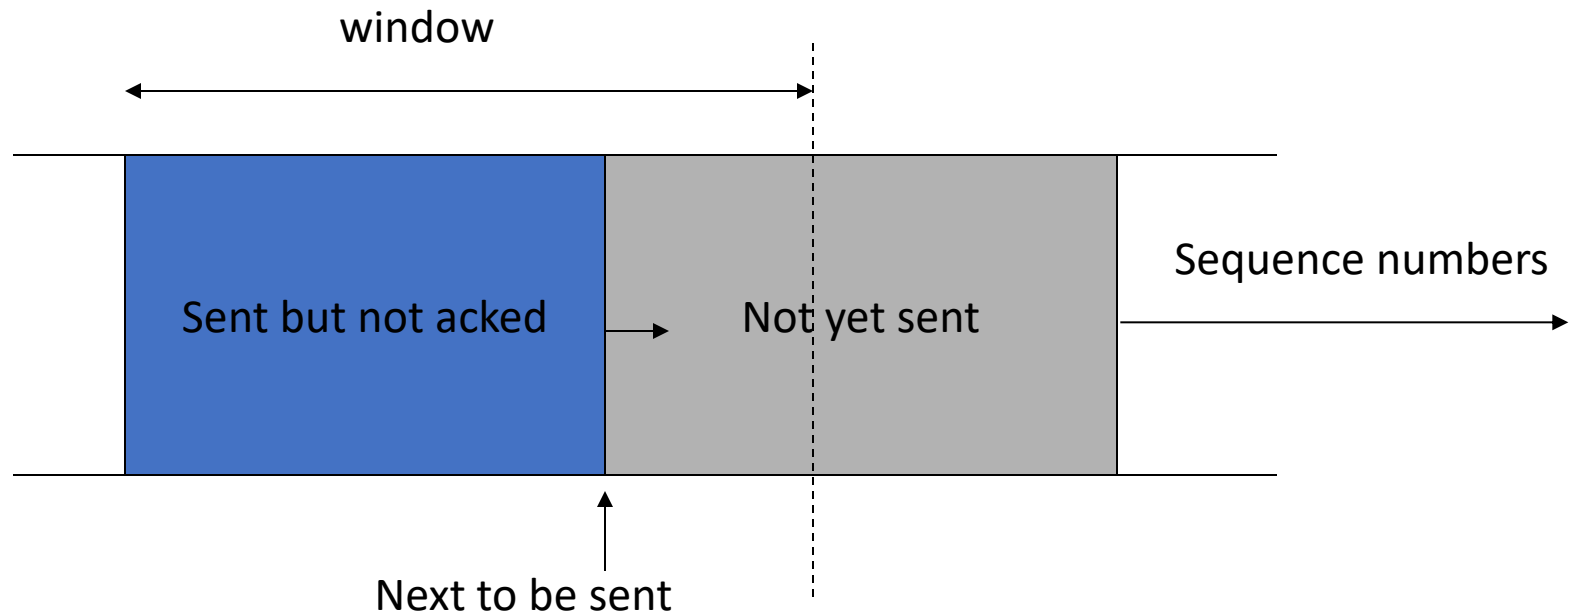 window
Sequence numbers
Sent but not acked
Not yet sent
Next to be sent